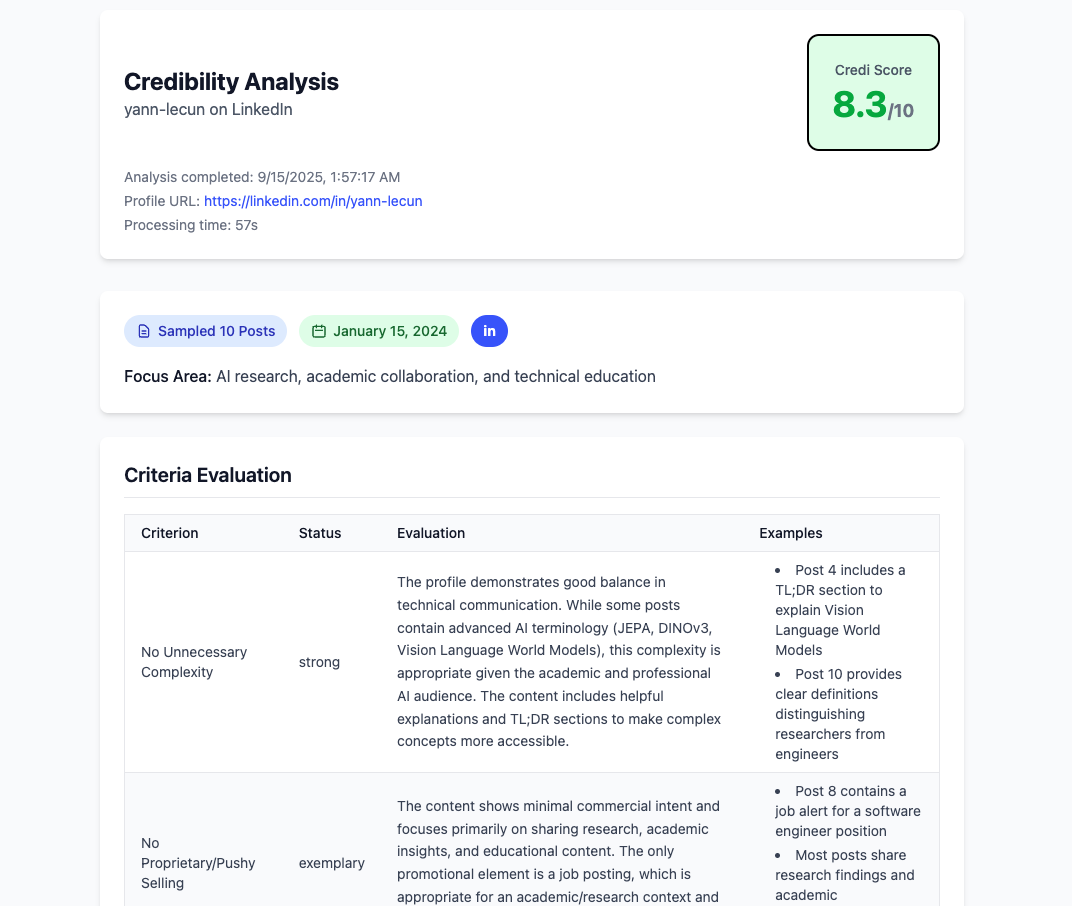 Credibility Analysis
yann-lecun on LinkedIn
Credi Score
8.3/10
Analysis completed: 9/15/2025, 1:57:17 AM
Profile URL: https://linkedin.com/in/yann-lecun
Processing time: 57s
Sampled 10 Posts
January 15, 2024
in
Focus Area: AI research, academic collaboration, and technical education
Criteria Evaluation
Criterion
Status
Evaluation
Examples
No Unnecessary
Complexity
strong
The profile demonstrates good balance in
technical communication. While some posts
contain advanced AI terminology (JEPA, DINOv3,
Vision Language World Models), this complexity is
appropriate given the academic and professional
AI audience. The content includes helpful
explanations and TL;DR sections to make complex
concepts more accessible.
• Post 4 includes a
TL;DR section to
explain Vision
Language World
Models
• Post 10 provides
clear definitions
distinguishing
researchers from
engineers
No
Proprietary/Pushy
Selling
exemplary
The content shows minimal commercial intent and
focuses primarily on sharing research, academic
insights, and educational content. The only
promotional element is a job posting, which is
appropriate for an academic/research context and
• Post 8 contains a
job alert for a software
engineer position
• Most posts share
research findings and
academic